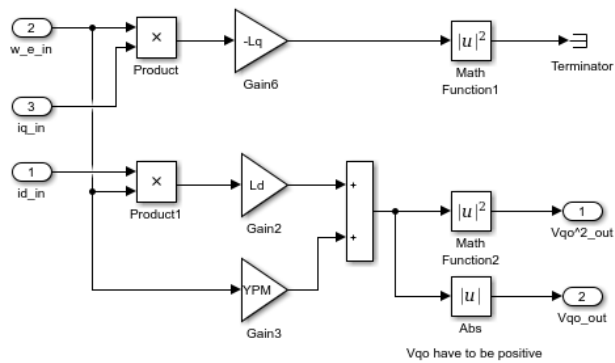 2
w_e_in
×
Product
-Lq
Gain6
|u|²
Math
Function1
Terminator
3
iq_in
1
id_in
×
Product1
Ld
Gain2
+
+
|u|²
Math
Function2
1
Vqo^2_out
YPM
Gain3
|u|
Abs
2
Vqo_out
Vqo have to be positive